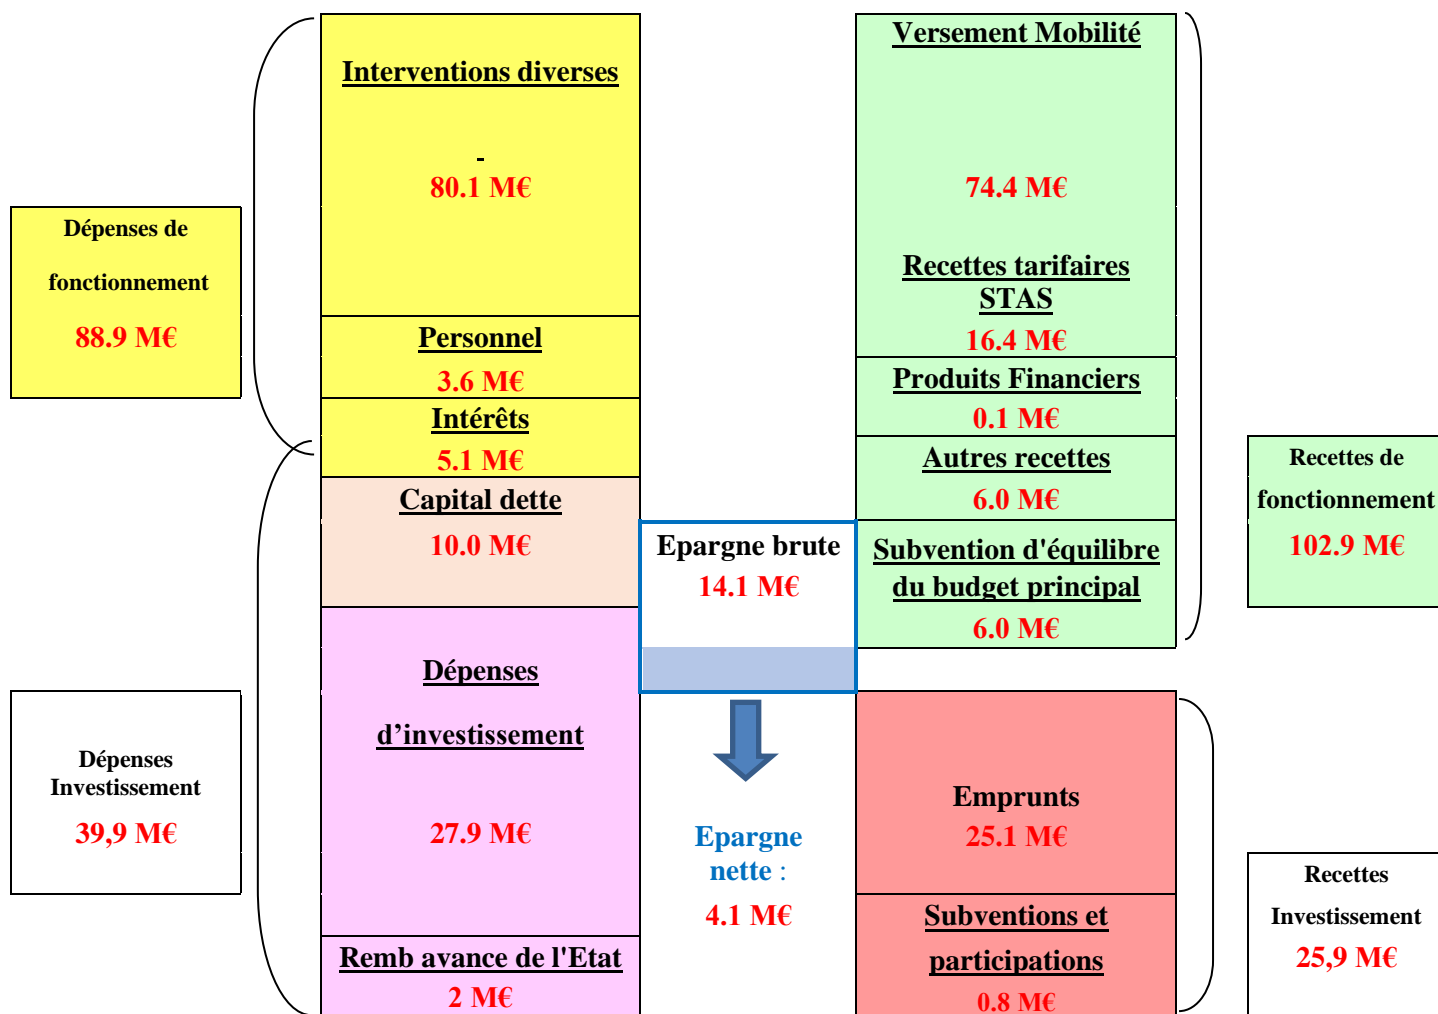 Dépenses de
fonctionnement
88.9 M€
Dépenses
Investissement
39,9 M€
Interventions diverses
-
80.1 M€
Personnel
3.6 M€
Intérêts
5.1 M€
Capital dette
10.0 M€
Dépenses
d’investissement
27.9 M€
Remb avance de l'Etat
2 M€
Epargne brute
14.1 M€
Epargne
nette :
4.1 M€
Versement Mobilité
74.4 M€
Recettes tarifaires
STAS
16.4 M€
Produits Financiers
0.1 M€
Autres recettes
6.0 M€
Subvention d'équilibre
du budget principal
6.0 M€
Emprunts
25.1 M€
Subventions et
participations
0.8 M€
Recettes de
fonctionnement
102.9 M€
Recettes
Investissement
25,9 M€